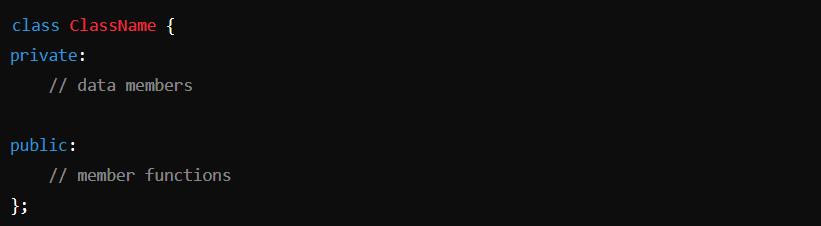 class ClassName {
private:
    // data members

public:
    // member functions
};